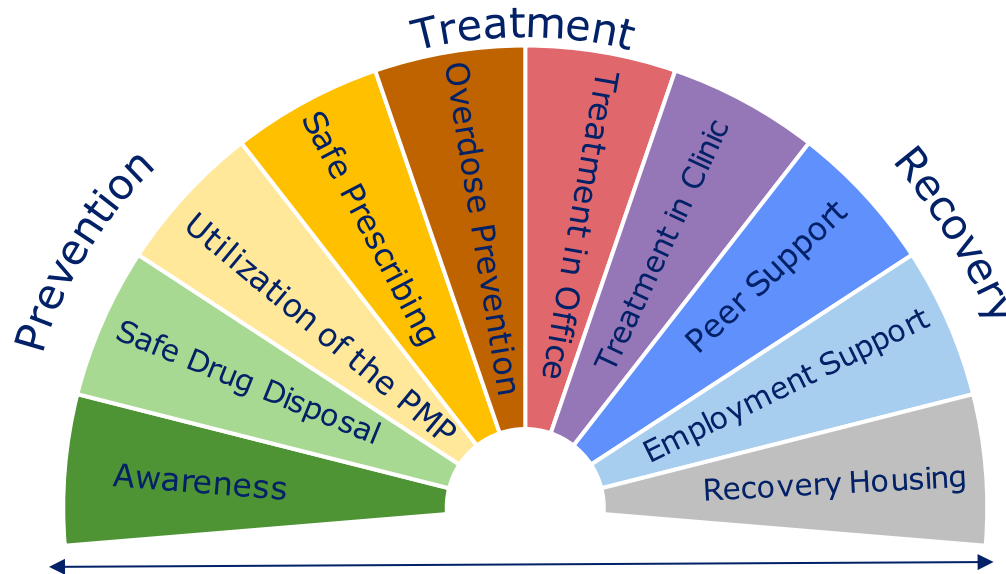 Prevention
Treatment
Recovery
Awareness
Safe Drug Disposal
Utilization of the PMP
Safe Prescribing
Overdose Prevention
Treatment in Office
Treatment in Clinic
Peer Support
Employment Support
Recovery Housing